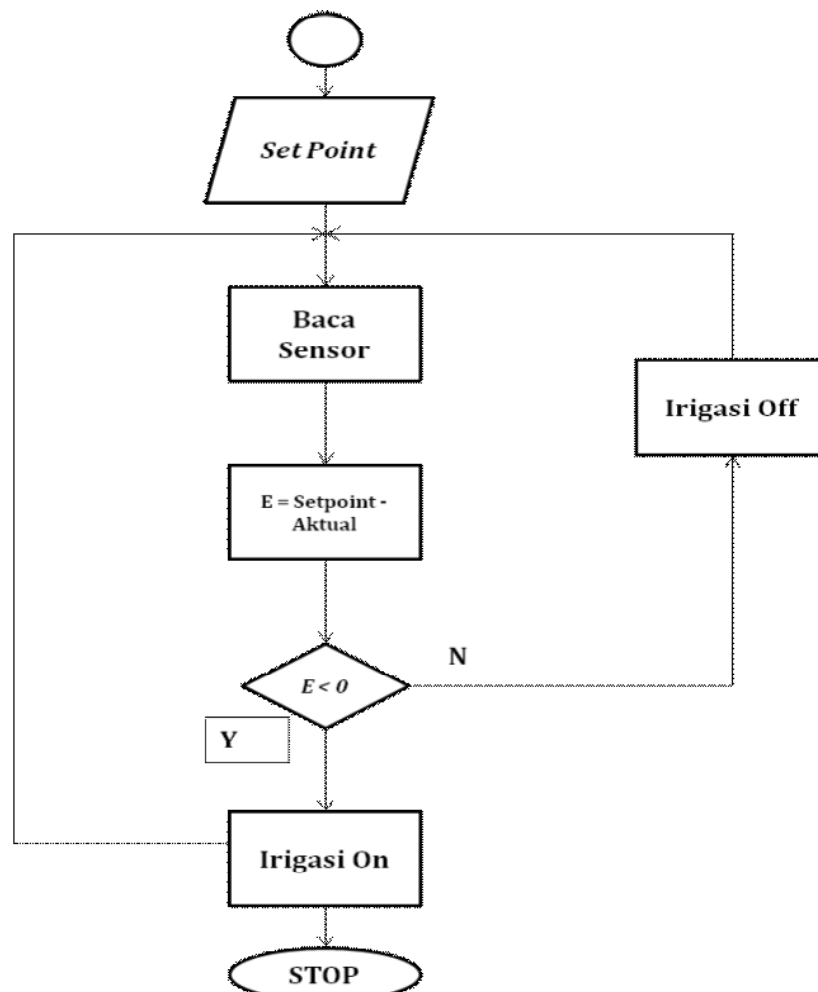 Set Point
Baca
Sensor
Irigasi Off
E = Setpoint -
Aktual
N
E < 0
Y
Irigasi On
STOP